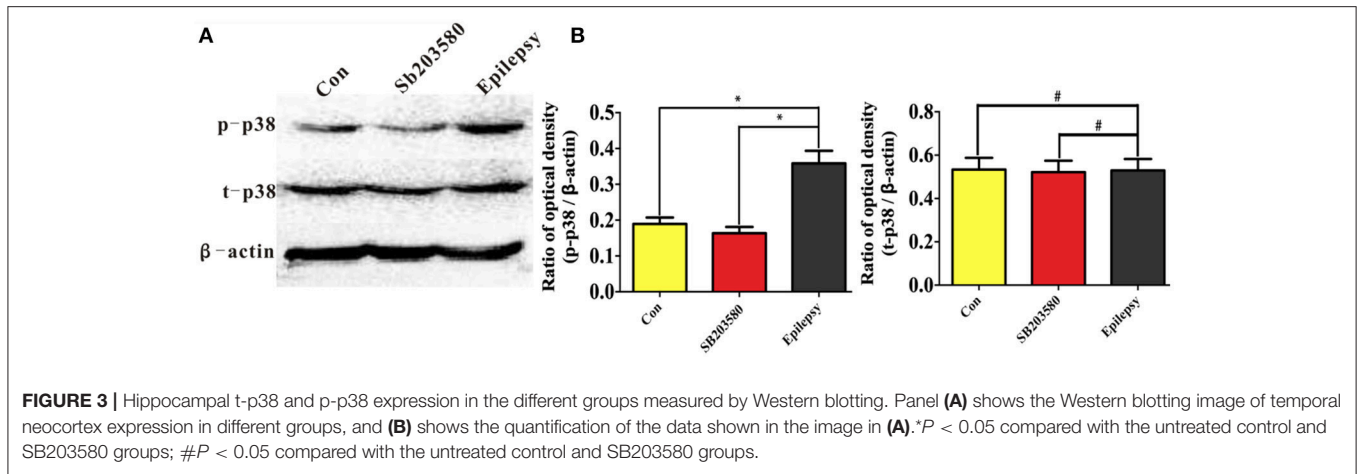 A
Con
Sb203580
Epilepsy
p-p38
t-p38
β-actin
B
Ratio of optical density
(p-p38 / β-actin)
0.5
0.4
0.3
0.2
0.1
0.0
*
*
Con
SB203580
Epilepsy
Ratio of optical density
(t-p38 / β-actin)
0.8
0.6
0.4
0.2
0.0
#
#
Con
SB203580
Epilepsy
FIGURE 3 | Hippocampal t-p38 and p-p38 expression in the different groups measured by Western blotting. Panel (A) shows the Western blotting image of temporal
neocortex expression in different groups, and (B) shows the quantification of the data shown in the image in (A).*P < 0.05 compared with the untreated control and
SB203580 groups; #P < 0.05 compared with the untreated control and SB203580 groups.